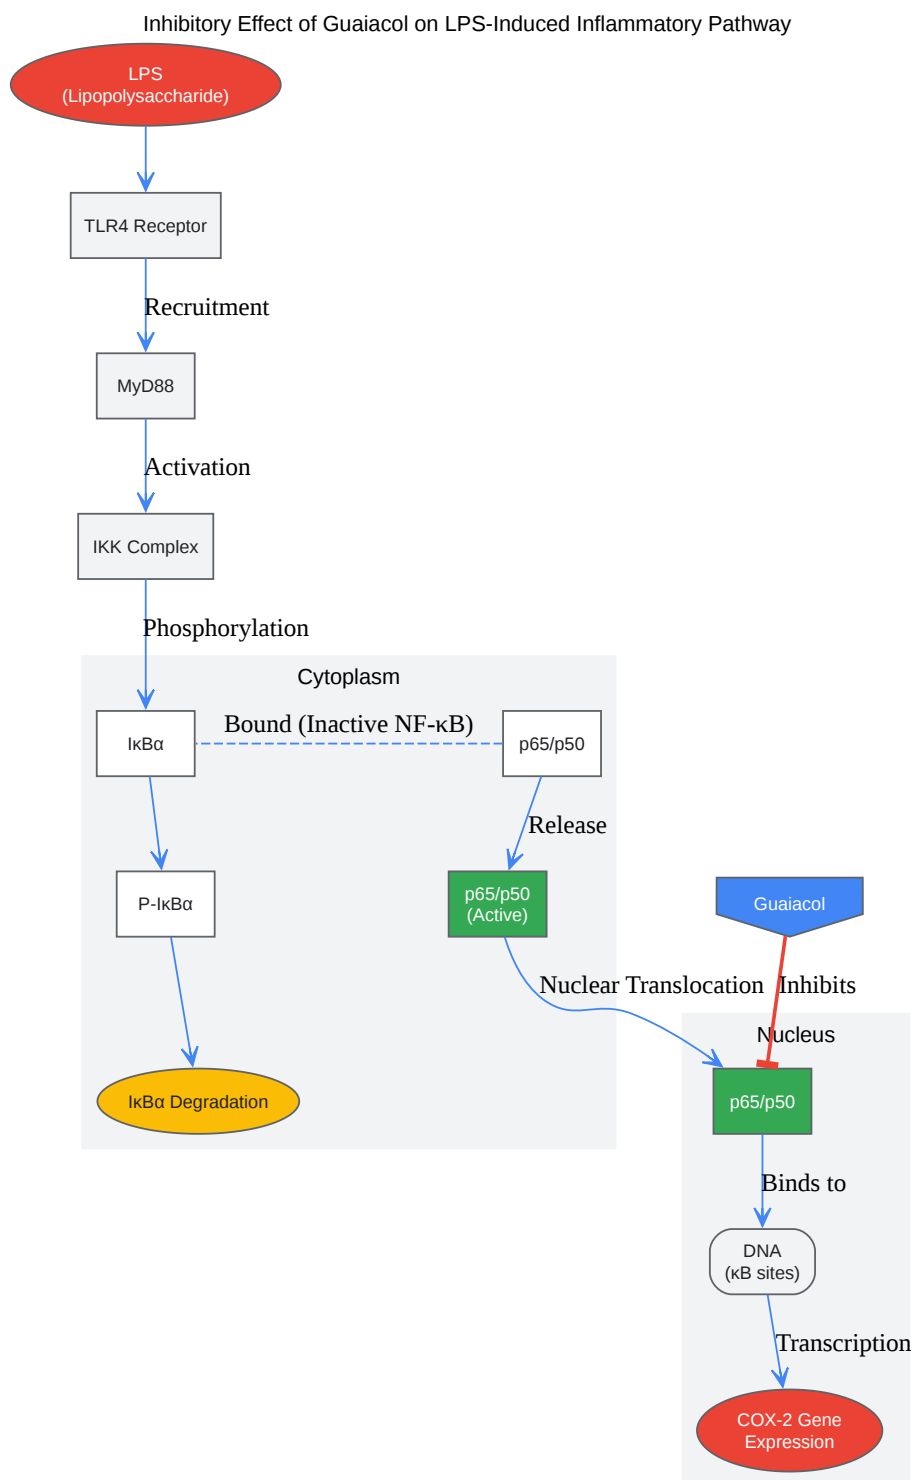 Inhibitory Effect of Guaiacol on LPS-Induced Inflammatory Pathway
LPS
(Lipopolysaccharide)
TLR4 Receptor
Recruitment
MyD88
Activation
IKK Complex
Phosphorylation
Cytoplasm
IκBα
Bound (Inactive NF-κB)
p65/p50
Release
P-IκBα
p65/p50
(Active)
Guaiacol
Nuclear Translocation
Inhibits
Nucleus
IκBα Degradation
p65/p50
Binds to
DNA
(κB sites)
Transcription
COX-2 Gene
Expression